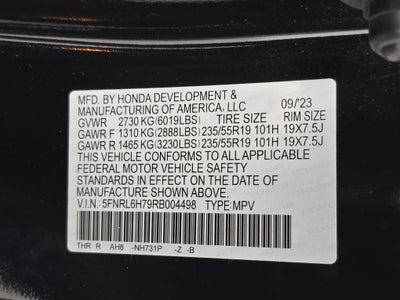 MFD. BY HONDA DEVELOPMENT &
MANUFACTURING OF AMERICA, LLC 09/'23
GVWR 2730 KG(6019LBS) TIRE SIZE RIM SIZE
GAWR F 1310 KG(2888LBS) 235/55R19 101H 19X7.5J
GAWR R 1465 KG(3230LBS) 235/55R19 101H 19X7.5J
THIS VEHICLE CONFORMS TO ALL APPLICABLE
FEDERAL MOTOR VEHICLE SAFETY
STANDARDS IN EFFECT ON THE DATE OF
MANUFACTURE SHOWN ABOVE.
V.I.N.: 5FNRL6H79RB004498 TYPE:MPV
THR R AH8 -NH731P -Z -B